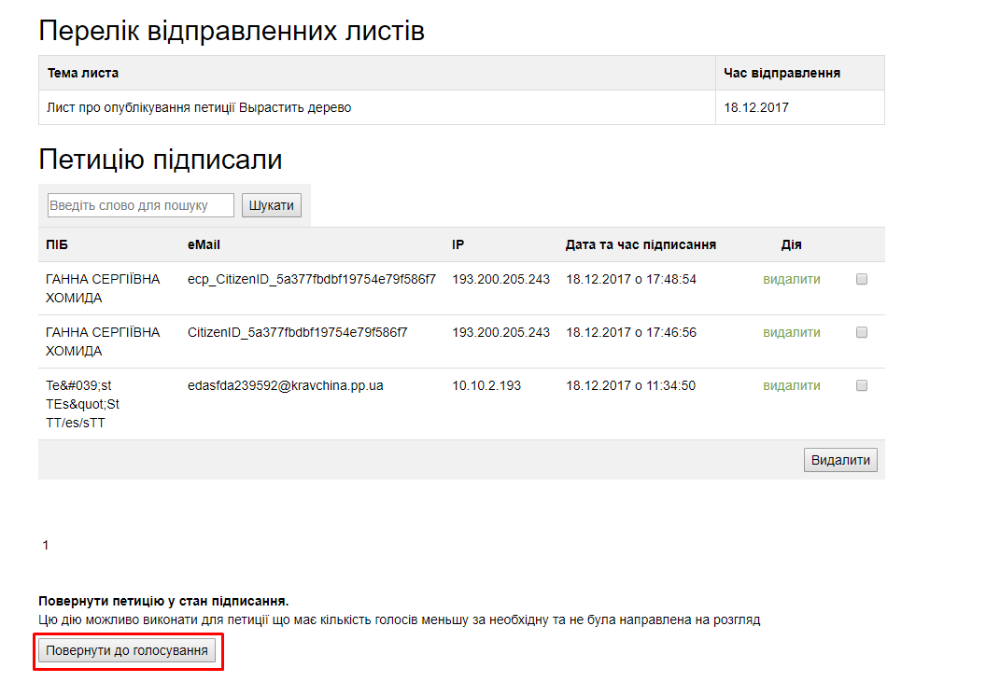 Перелік відправленних листів
Тема листа Час відправлення
Лист про опублікування петиції Вырастить дерево 18.12.2017
Петицію підписали
Введіть слово для пошуку Шукати
ПІБ eMail IP Дата та час підписання Дія
ГАННА СЕРГІЇВНА ecp_CitizenID_5a377fbdbf19754e79f586f7 193.200.205.243 18.12.2017 о 17:48:54 видалити
ХОМИДА
ГАННА СЕРГІЇВНА CitizenID_5a377fbdbf19754e79f586f7 193.200.205.243 18.12.2017 о 17:46:56 видалити
ХОМИДА
Te&#039;st edasfda239592@kravchina.pp.ua 10.10.2.193 18.12.2017 о 11:34:50 видалити
TEs&quot;St
TT/es/sTT
Видалити
1
Повернути петицію у стан підписання.
Цю дію можливо виконати для петиції що має кількість голосів меньшу за необхідну та не була направлена на розгляд
Повернути до голосування